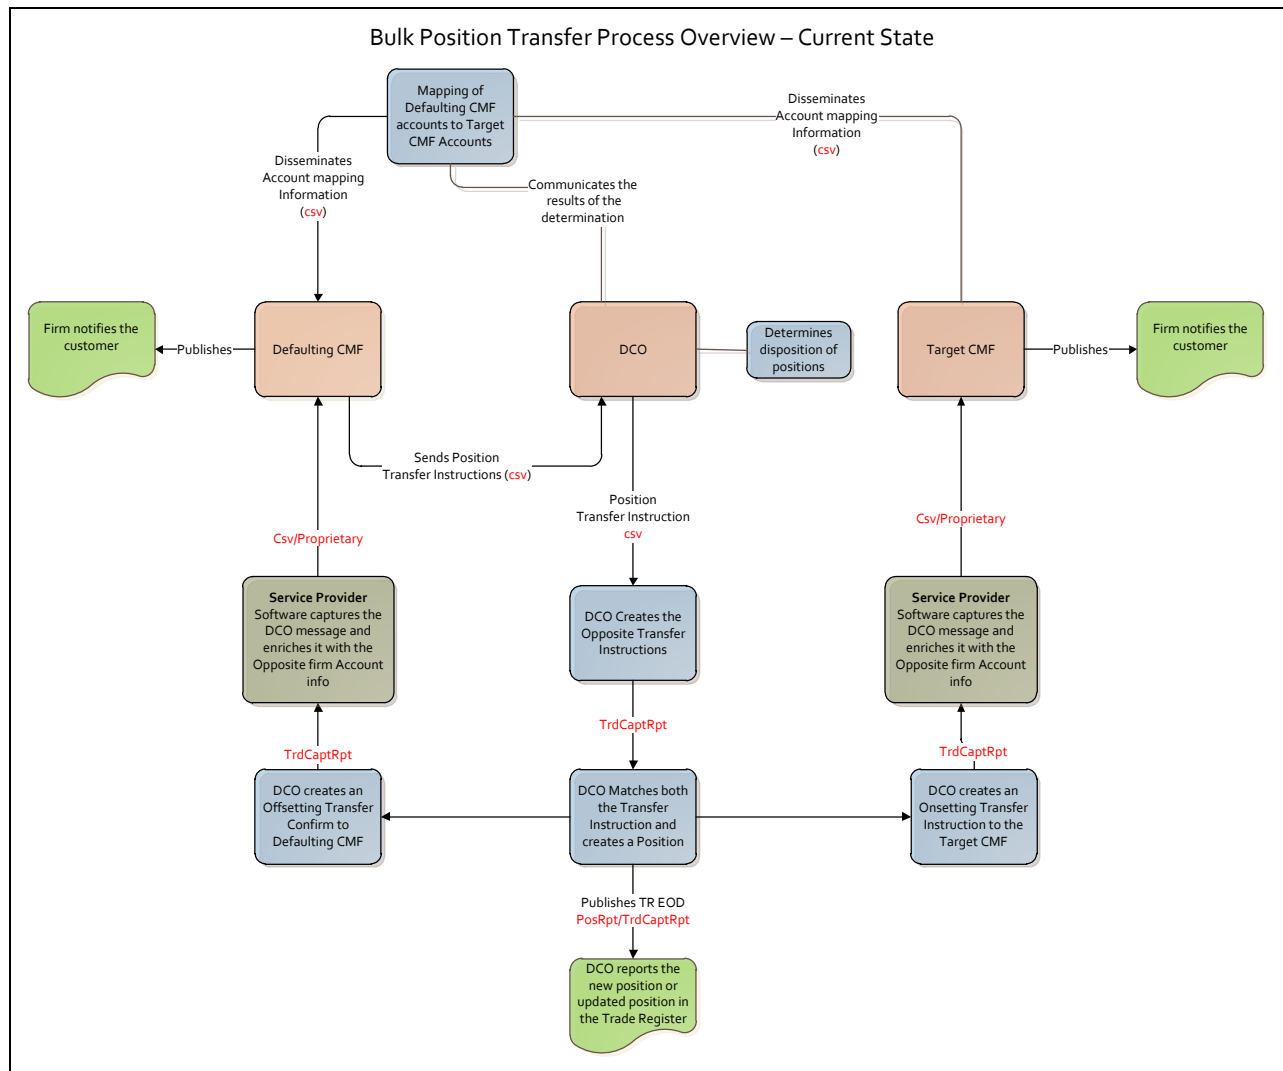 Bulk Position Transfer Process Overview – Current State
Mapping of
Defaulting CMF
accounts to Target
CMF Accounts
Disseminates
Account mapping
Information
(csv)
Disseminates
Account mapping
Information
(csv)
Communicates the
results of the
determination
Firm notifies the
customer
Publishes
Defaulting CMF
DCO
Determines
disposition of
positions
Target CMF
Publishes
Firm notifies the
customer
Sends Position
Transfer Instructions (csv)
Position
Transfer Instruction
csv
Csv/Proprietary
Csv/Proprietary
Service Provider
Software captures the
DCO message and
enriches it with the
Opposite firm Account
info
DCO Creates the
Opposite Transfer
Instructions
Service Provider
Software captures the
DCO message and
enriches it with the
Opposite firm Account
info
TrdCaptRpt
TrdCaptRpt
TrdCaptRpt
DCO creates an
Offsetting Transfer
Confirm to
Defaulting CMF
DCO Matches both
the Transfer
Instruction and
creates a Position
DCO creates an
Onsetting Transfer
Instruction to the
Target CMF
Publishes TR EOD
PosRpt/TrdCaptRpt
DCO reports the
new position or
updated position in
the Trade Register